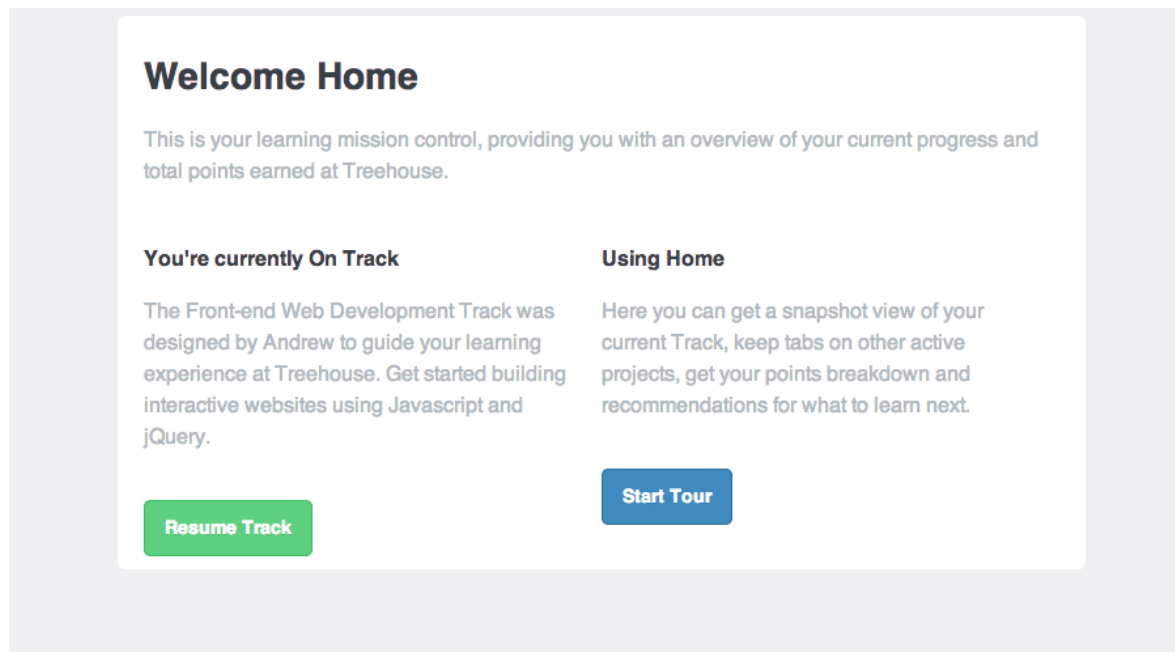 Welcome Home
This is your learning mission control, providing you with an overview of your current progress and
total points earned at Treehouse.
You're currently On Track
The Front-end Web Development Track was
designed by Andrew to guide your learning
experience at Treehouse. Get started building
interactive websites using Javascript and
jQuery.
Resume Track
Using Home
Here you can get a snapshot view of your
current Track, keep tabs on other active
projects, get your points breakdown and
recommendations for what to learn next.
Start Tour